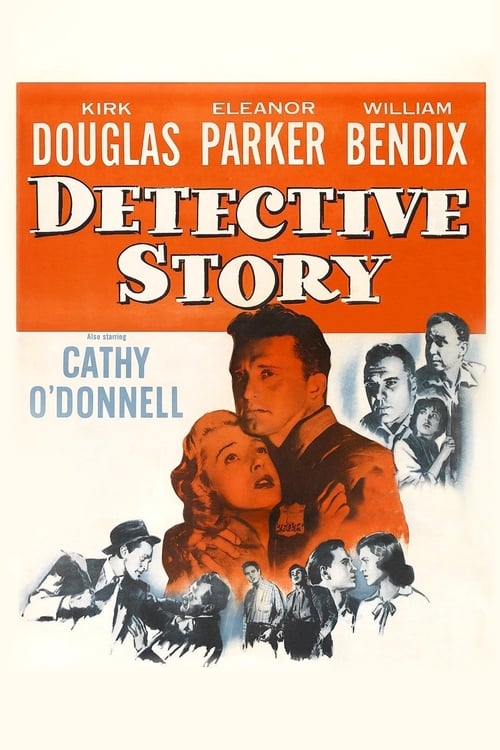 KIRK ELEANOR WILLIAM
DOUGLAS PARKER BENDIX
DETECTIVE
STORY
Also starring
CATHY
O'DONNELL